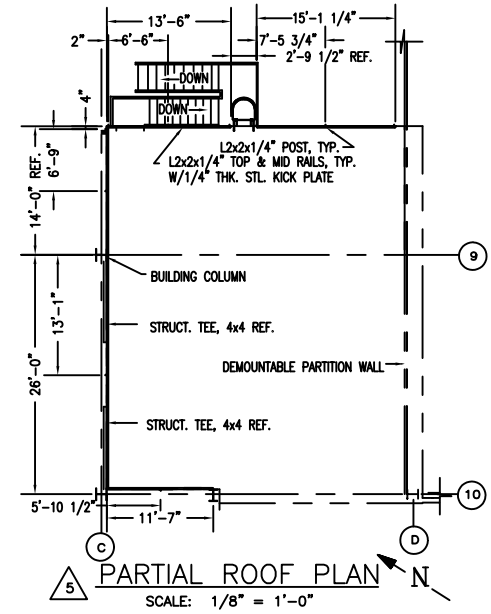 13'-6"
15'-1 1/4"
2"
6'-6"
7'-5 3/4"
2'-9 1/2" REF.
DOWN
DOWN
4"
L2x2x1/4" POST, TYP.
L2x2x1/4" TOP & MID RAILS, TYP.
W/1/4" THK. STL. KICK PLATE
REF.
6'-9"
14'-0"
9
BUILDING COLUMN
13'-1"
26'-0"
STRUCT. TEE, 4x4 REF.
DEMOUNTABLE PARTITION WALL
STRUCT. TEE, 4x4 REF.
10
5'-10 1/2"
11'-7"
C
D
5
PARTIAL ROOF PLAN
N
SCALE: 1/8" = 1'-0"